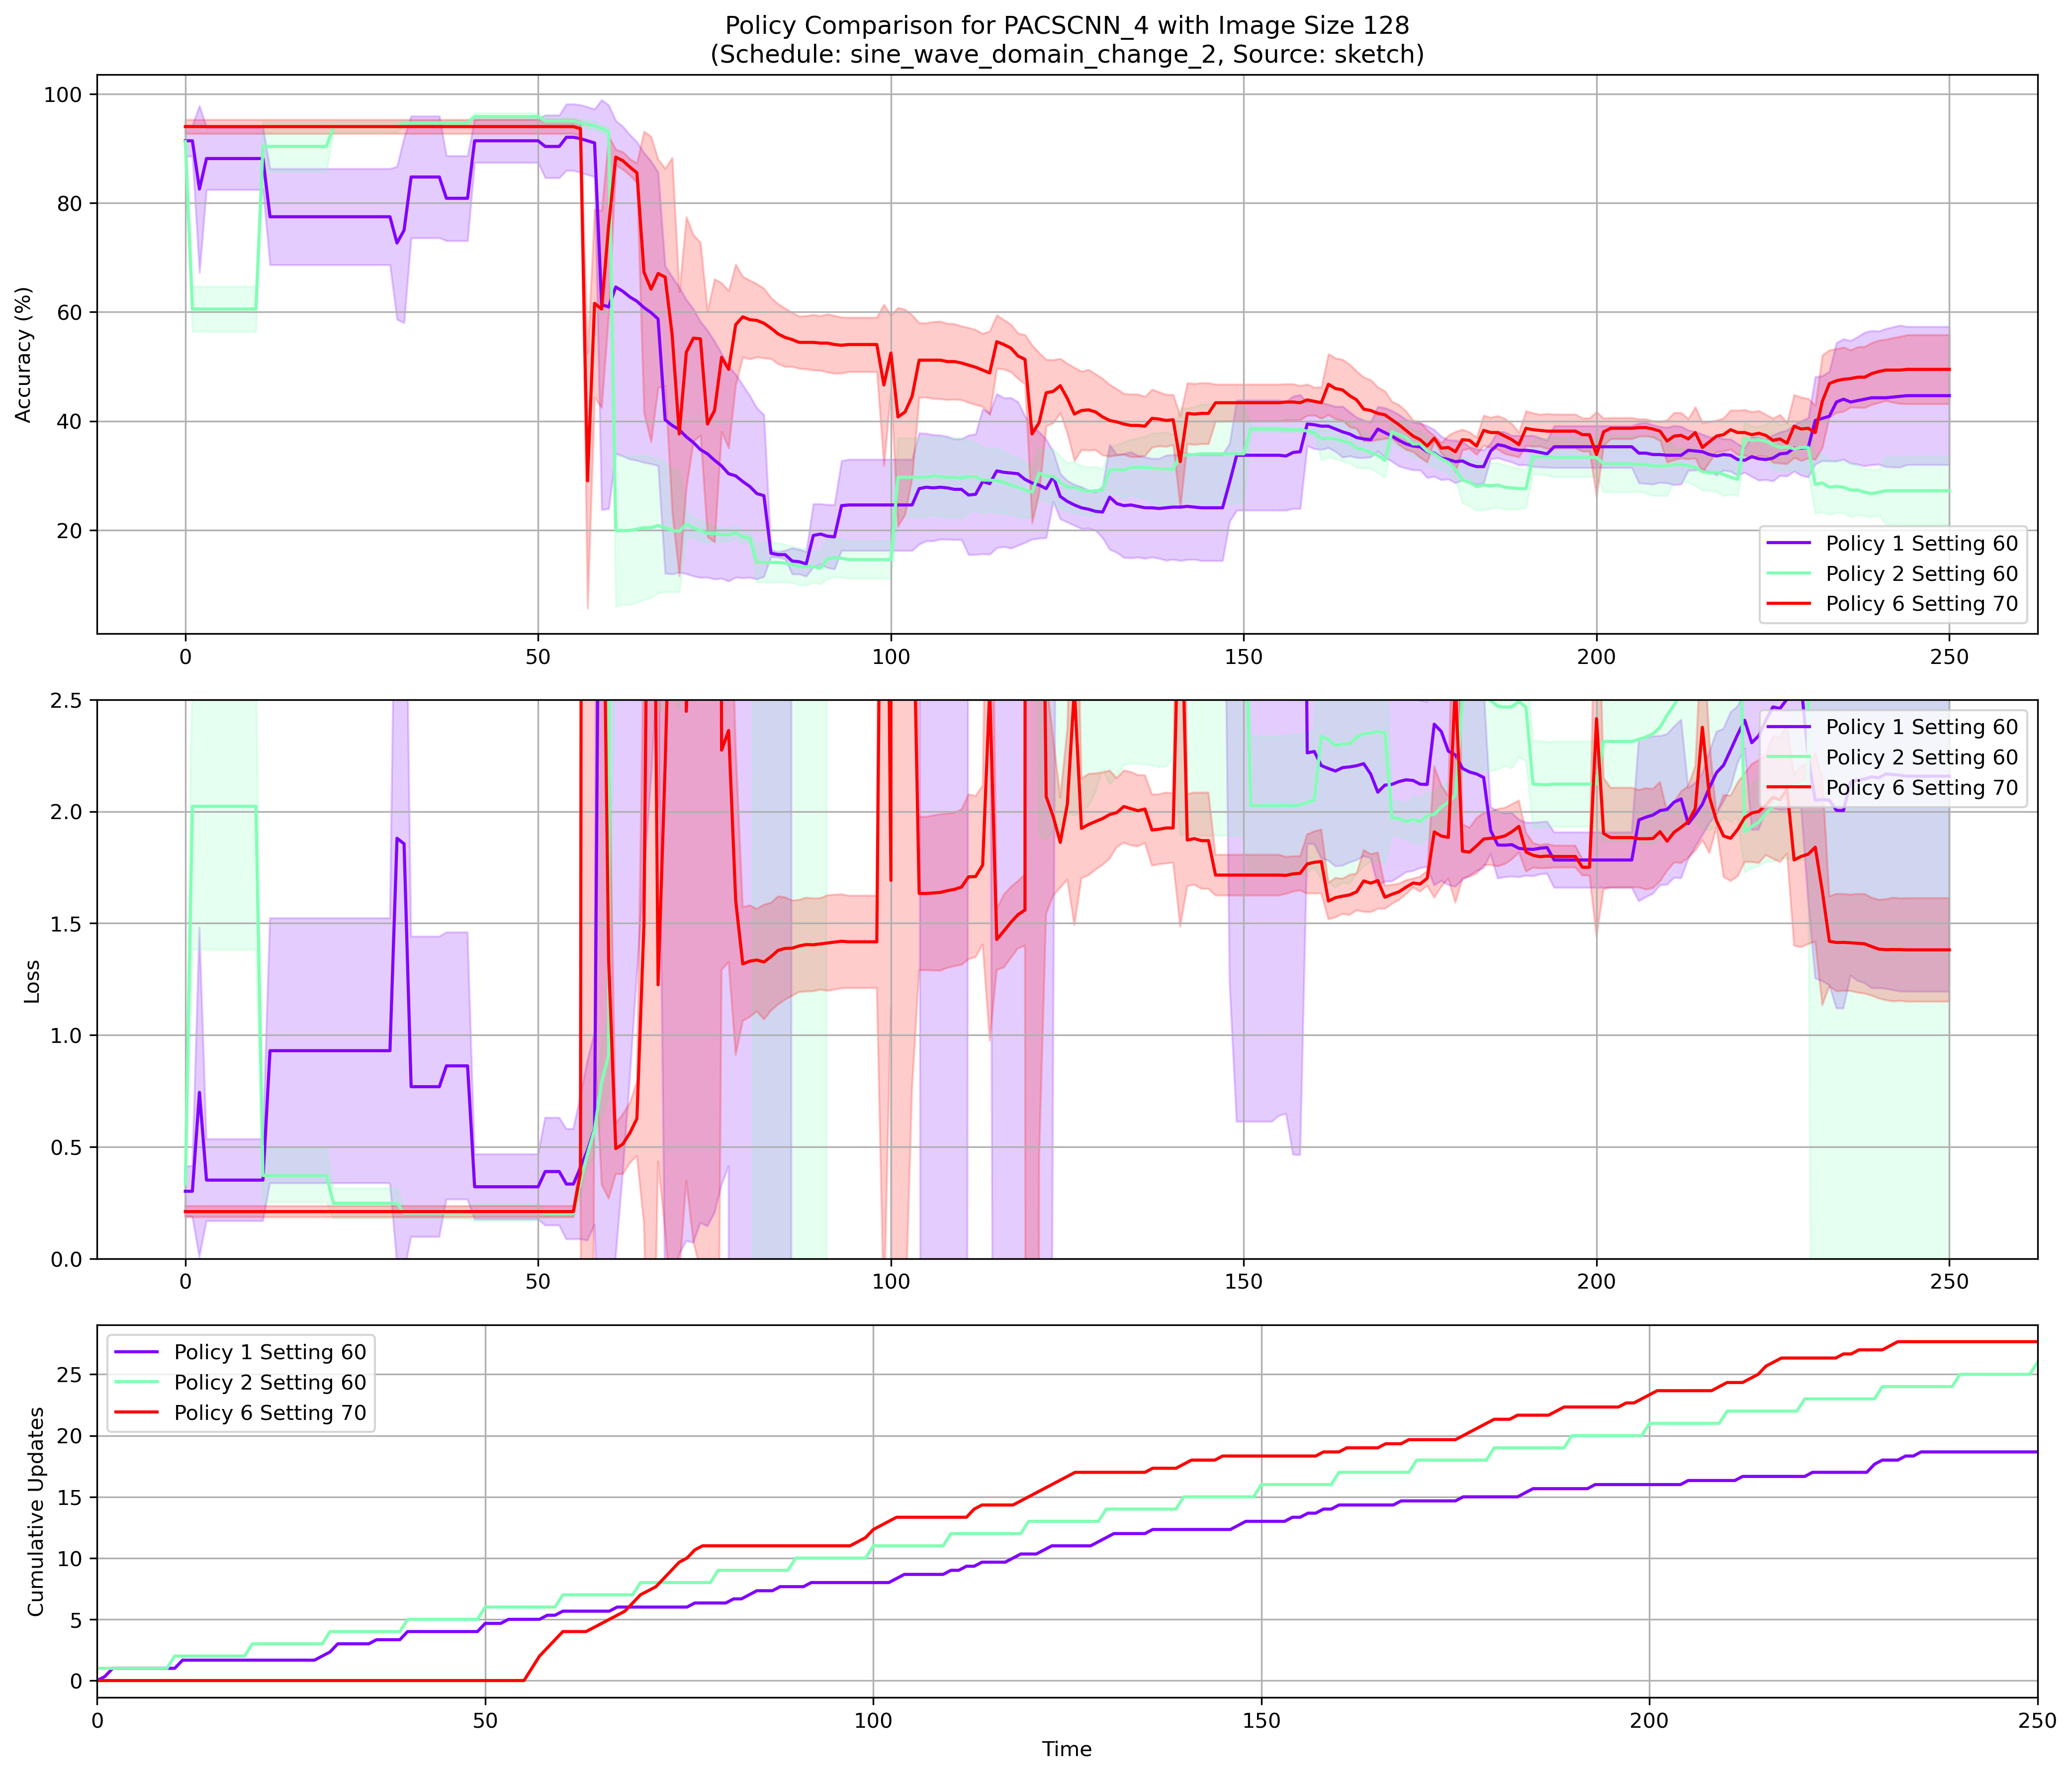 Policy Comparison for PACSCNN_4 with Image Size 128
(Schedule: sine_wave_domain_change_2, Source: sketch)
Accuracy (%)
100
80
60
40
20
0 50 100 150 200 250
Policy 1 Setting 60
Policy 2 Setting 60
Policy 6 Setting 70
Loss
2.5
2.0
1.5
1.0
0.5
0.0
0 50 100 150 200 250
Policy 1 Setting 60
Policy 2 Setting 60
Policy 6 Setting 70
Cumulative Updates
25
20
15
10
5
0
0 50 100 150 200 250
Policy 1 Setting 60
Policy 2 Setting 60
Policy 6 Setting 70
Time